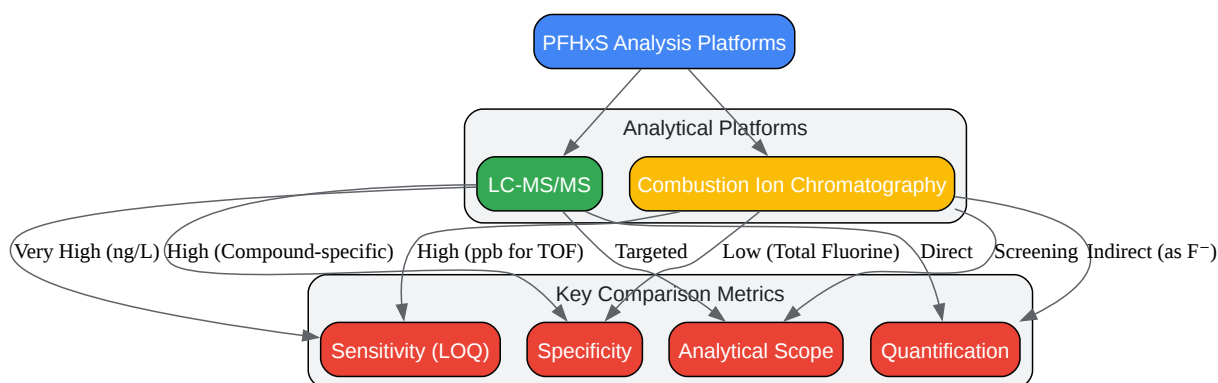 PFHxS Analysis Platforms
Analytical Platforms
LC-MS/MS
Combustion Ion Chromatography
Very High (ng/L)
High (Compound-specific)
High (ppb for TOF)
Targeted
Low (Total Fluorine)
Direct
Screening
Indirect (as F⁻)
Key Comparison Metrics
Sensitivity (LOQ)
Specificity
Analytical Scope
Quantification